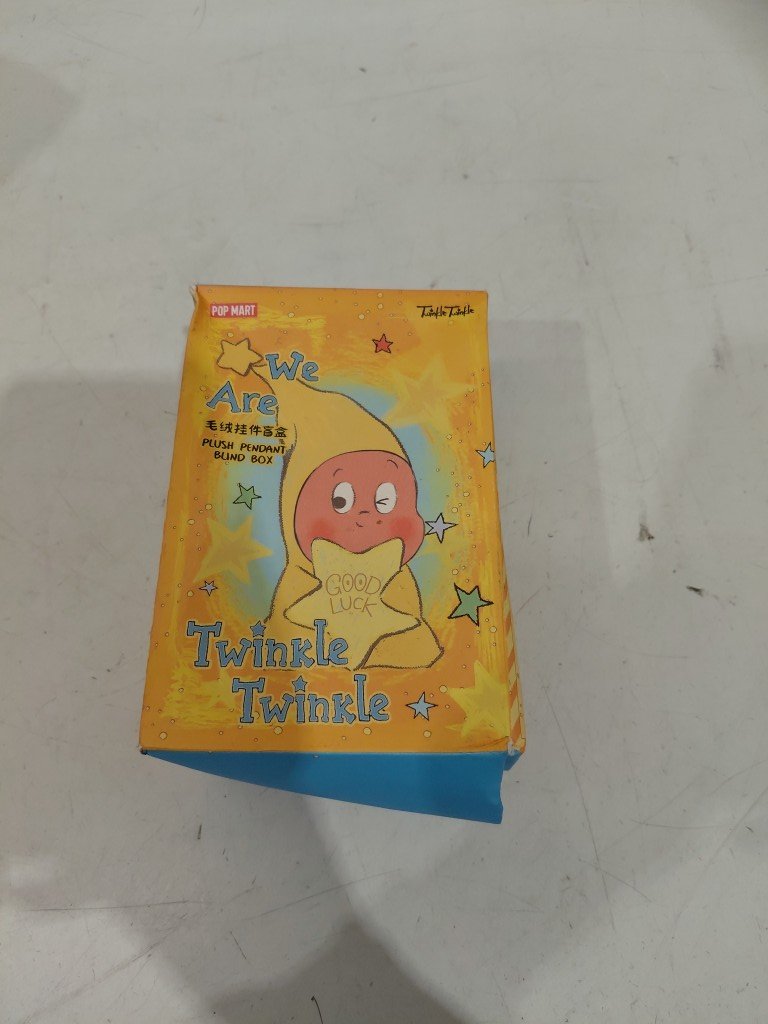 POP MART
Twinkle Twinkle
We
Are
毛绒挂件盲盒
PLUSH PENDANT
BLIND BOX
GOOD
LUCK
Twinkle
Twinkle